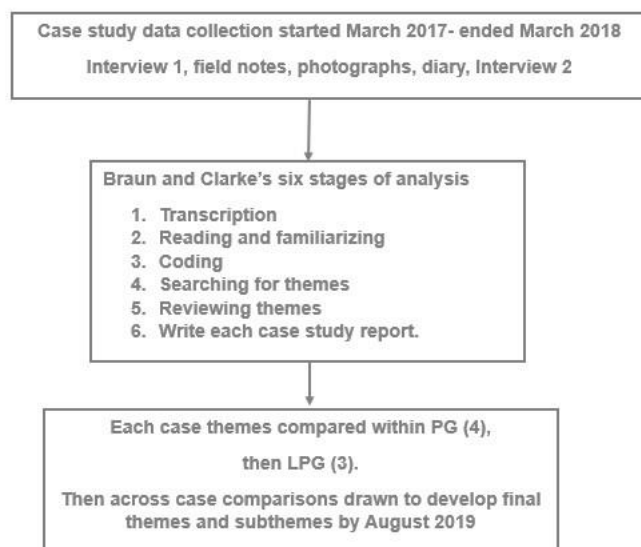 Case study data collection started March 2017- ended March 2018
Interview 1, field notes, photographs, diary, Interview 2
Braun and Clarke's six stages of analysis
1. Transcription
2. Reading and familiarizing
3. Coding
4. Searching for themes
5. Reviewing themes
6. Write each case study report.
Each case themes compared within PG (4),
then LPG (3).
Then across case comparisons drawn to develop final
themes and subthemes by August 2019